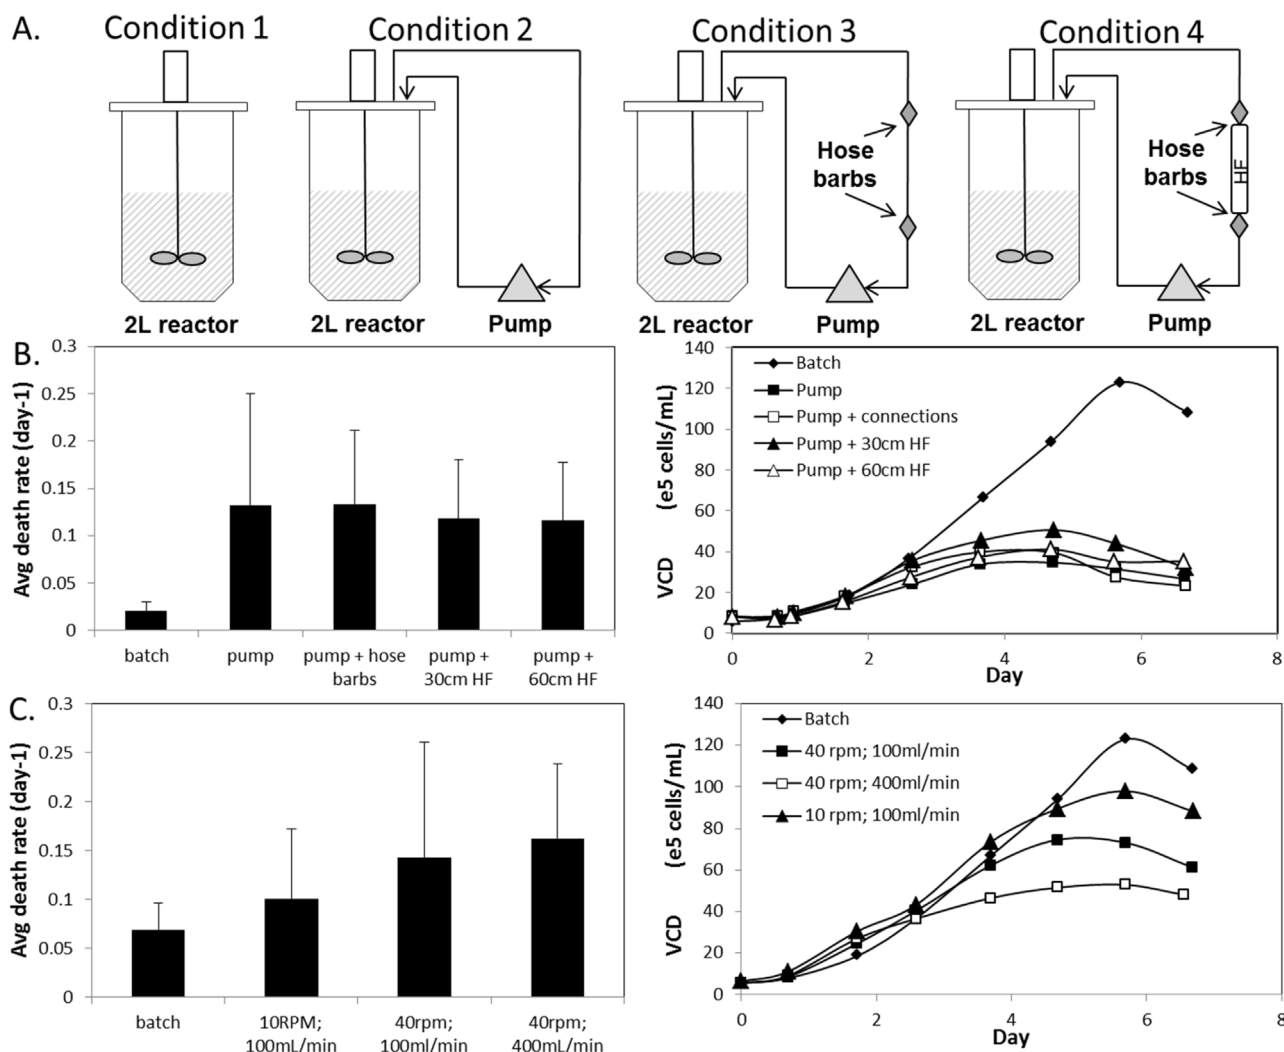 A.
Condition 1
Condition 2
Condition 3
Condition 4
Hose
barbs
Hose
barbs
HF
2L reactor
2L reactor
Pump
2L reactor
Pump
2L reactor
Pump
B.
Avg death rate (day-1)
0.3
0.25
0.2
0.15
0.1
0.05
0
batch
pump
pump + hose
barbs
pump +
30cm HF
pump +
60cm HF
VCD (e5 cells/mL)
140
120
100
80
60
40
20
0
Batch
Pump
Pump + connections
Pump + 30cm HF
Pump + 60cm HF
0
2
4
6
8
Day
C.
Avg death rate (day-1)
0.3
0.25
0.2
0.15
0.1
0.05
0
batch
10RPM;
100mL/min
40rpm;
100ml/min
40rpm;
400mL/min
VCD (e5 cells/mL)
140
120
100
80
60
40
20
0
Batch
40 rpm; 100ml/min
40 rpm; 400ml/min
10 rpm; 100ml/min
0
2
4
6
8
Day